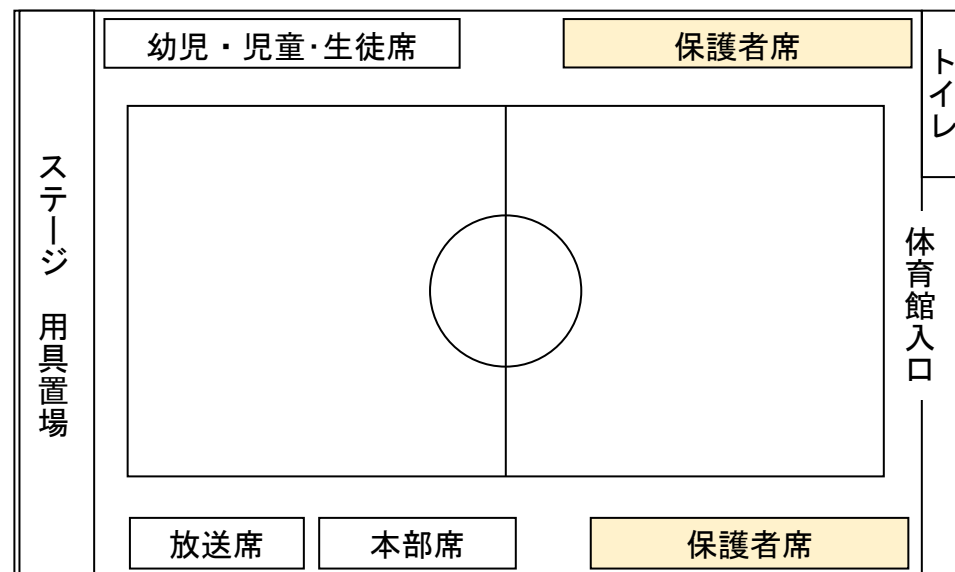 幼児・児童・生徒席
保護者席
トイレ
ステージ　用具置場
体育館入口
放送席
本部席
保護者席